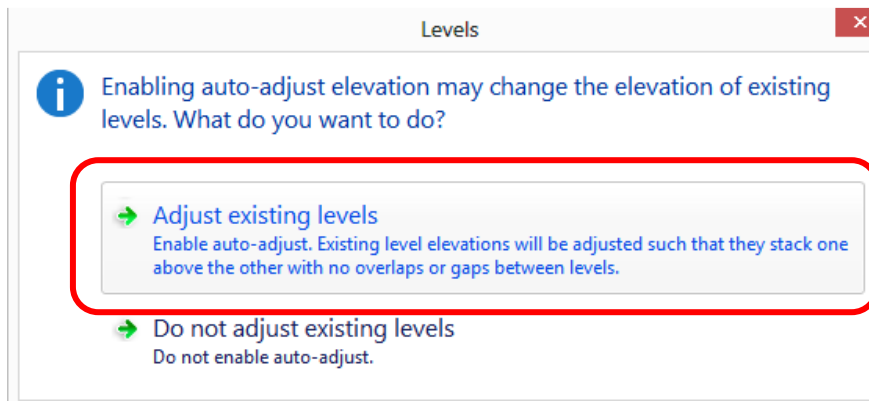 Levels
Enabling auto-adjust elevation may change the elevation of existing
levels. What do you want to do?
Adjust existing levels
Enable auto-adjust. Existing level elevations will be adjusted such that they stack one
above the other with no overlaps or gaps between levels.
Do not adjust existing levels
Do not enable auto-adjust.